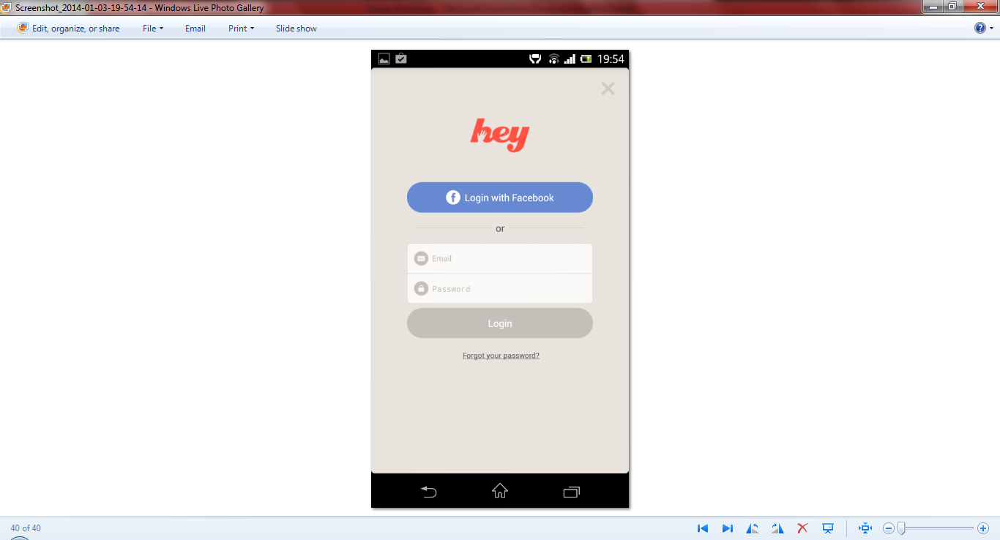 Screenshot_2014-01-03-19-54-14 - Windows Live Photo Gallery
Edit, organize, or share File Email Print Slide show
19:54
hey
Login with Facebook
or
Email
Password
Login
Forgot your password?
40 of 40